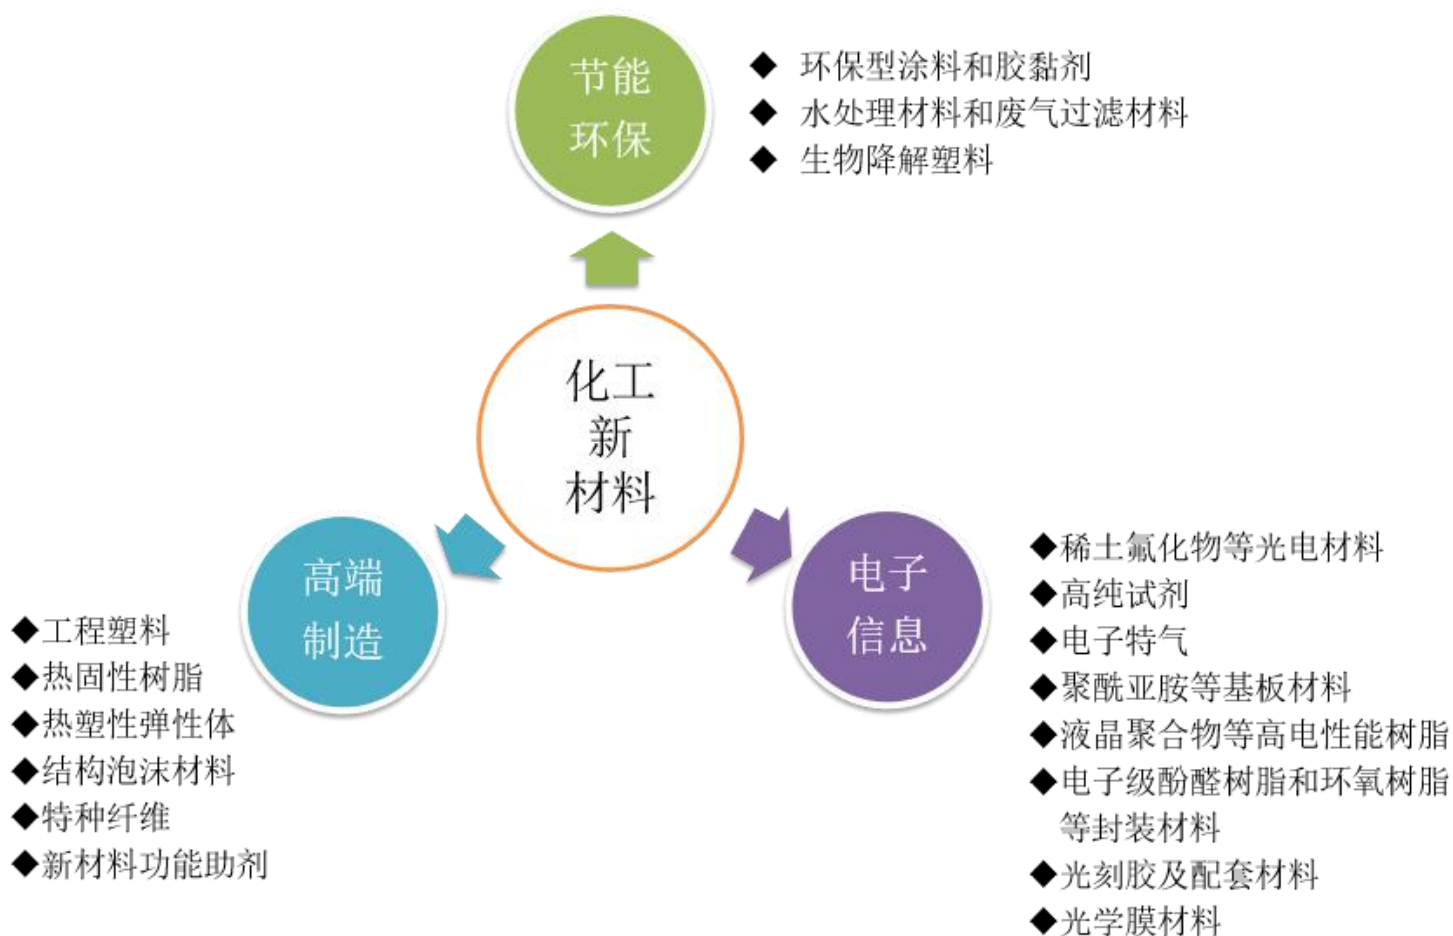 节能
环保
◆ 环保型涂料和胶黏剂
◆ 水处理材料和废气过滤材料
◆ 生物降解塑料
化工
新
材料
高端
制造
◆工程塑料
◆热固性树脂
◆热塑性弹性体
◆结构泡沫材料
◆特种纤维
◆新材料功能助剂
电子
信息
◆稀土氟化物等光电材料
◆高纯试剂
◆电子特气
◆聚酰亚胺等基板材料
◆液晶聚合物等高电性能树脂
◆电子级酚醛树脂和环氧树脂
等封装材料
◆光刻胶及配套材料
◆光学膜材料